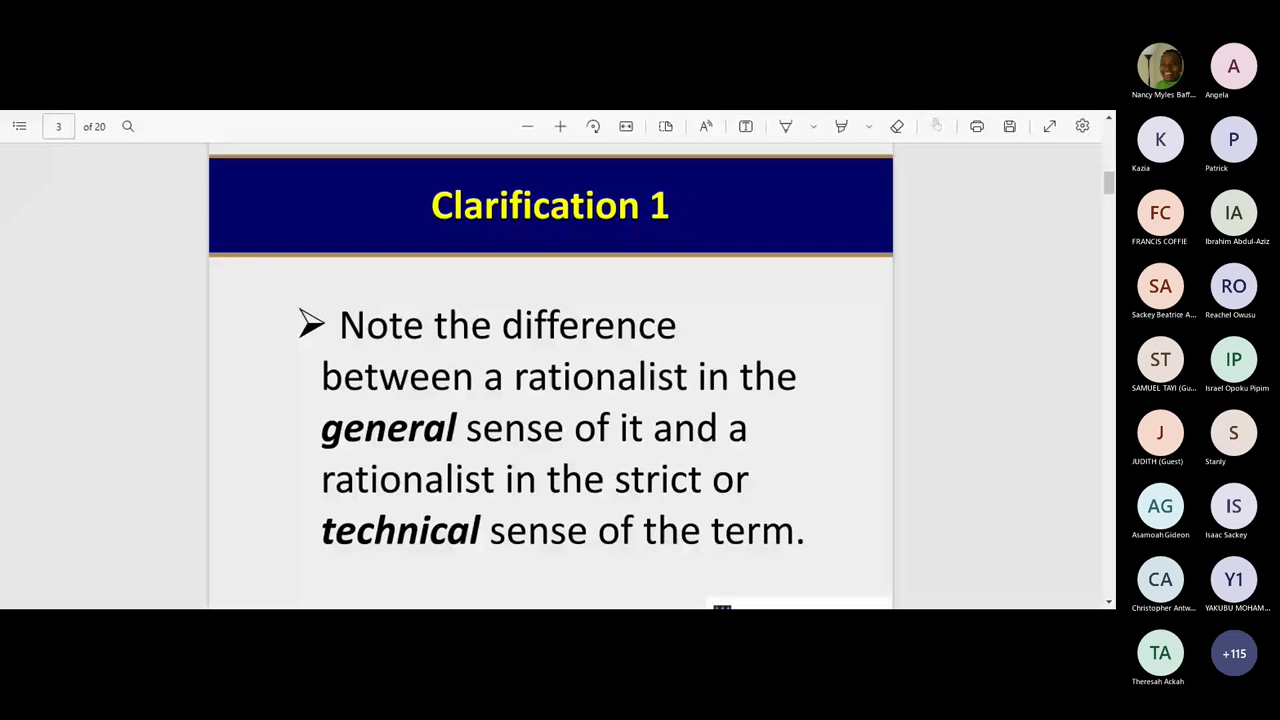 3 of 20
Clarification 1
➢ Note the difference
between a rationalist in the
general sense of it and a
rationalist in the strict or
technical sense of the term.
Nancy Myles Baff...
A
Angela
K
Kazia
P
Patrick
FC
FRANCIS COFFIE
IA
Ibrahim Abdul-Aziz
SA
Sackey Beatrice A...
RO
Reachel Owusu
ST
SAMUEL TAYI (Gu...
IP
Israel Opoku Pipim
J
JUDITH (Guest)
S
Stanly
AG
Asamoah Gideon
IS
Isaac Sackey
CA
Christopher Antw...
Y1
YAKUBU MOHAM...
TA
Theresah Ackah
+115